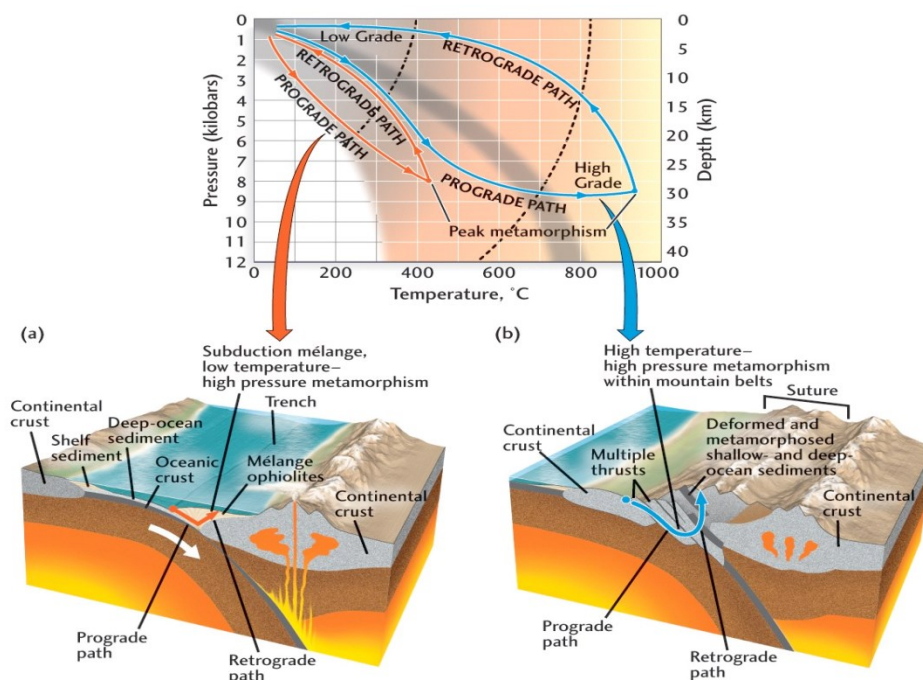 0
1
2
3
4
5
6
7
8
9
10
11
12
Pressure (kilobars)
0
5
10
15
20
25
30
35
40
Depth (km)
Low Grade
RETROGRADE PATH
RETROGRADE PATH
PROGRADE PATH
High
Grade
PROGRADE PATH
Peak metamorphism
0 200 400 600 800 1000
Temperature, °C
(a)
Subduction mélange,
low temperature–
high pressure metamorphism
Trench
Continental
crust
Deep-ocean
sediment
Shelf
sediment
Oceanic
crust
Mélange
ophiolites
Continental
crust
Prograde
path
Retrograde
path
(b)
High temperature–
high pressure metamorphism
within mountain belts
Suture
Continental
crust
Multiple
thrusts
Deformed and
metamorphosed
shallow- and deep-
ocean sediments
Continental
crust
Prograde
path
Retrograde path